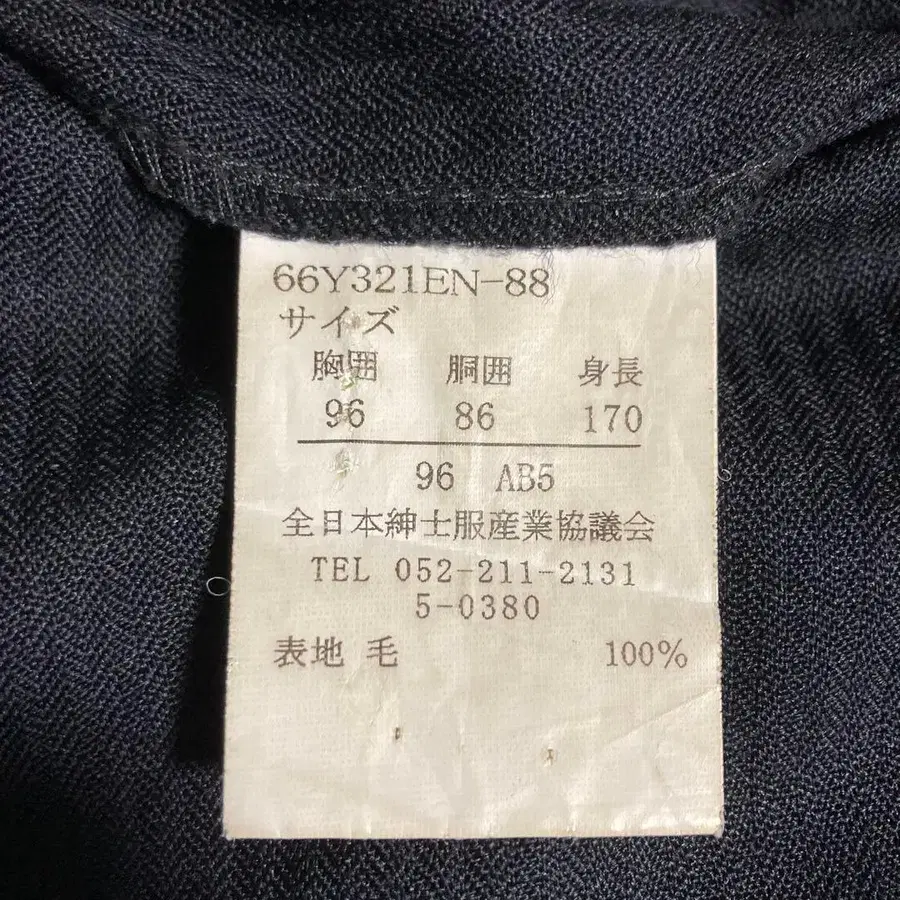 66Y321EN-88
サイズ
胸囲 胴囲 身長
96 86 170
96 AB5
全日本紳士服産業協議会
TEL 052-211-2131
5-0380
表地 毛 100%